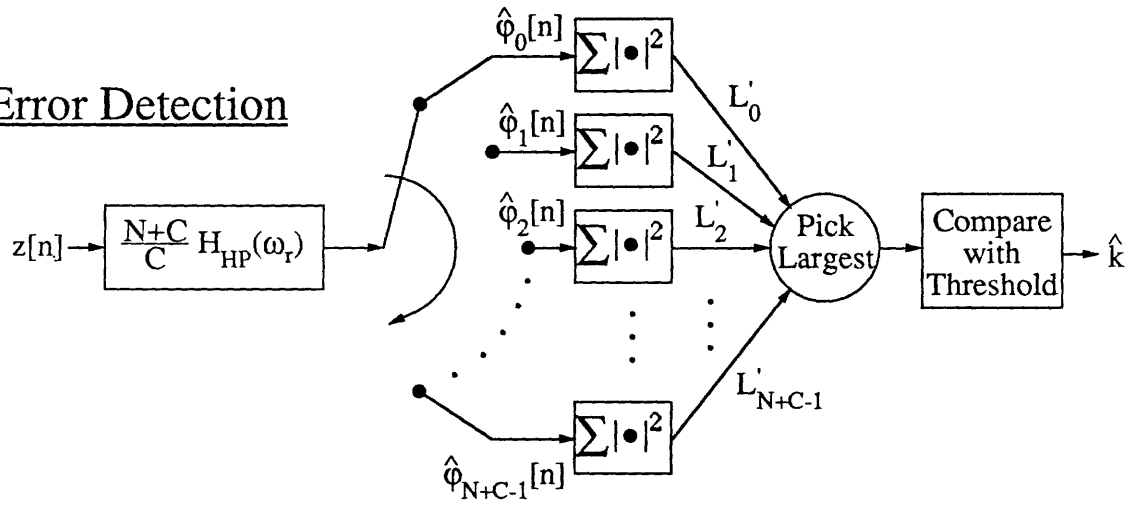 Error Detection
z[n]
N+C
C
H_HP(ω_r)
φ̂_0[n]
φ̂_1[n]
φ̂_2[n]
φ̂_N+C-1[n]
∑|•|²
∑|•|²
∑|•|²
∑|•|²
L'_0
L'_1
L'_2
L'_N+C-1
Pick
Largest
Compare
with
Threshold
k̂